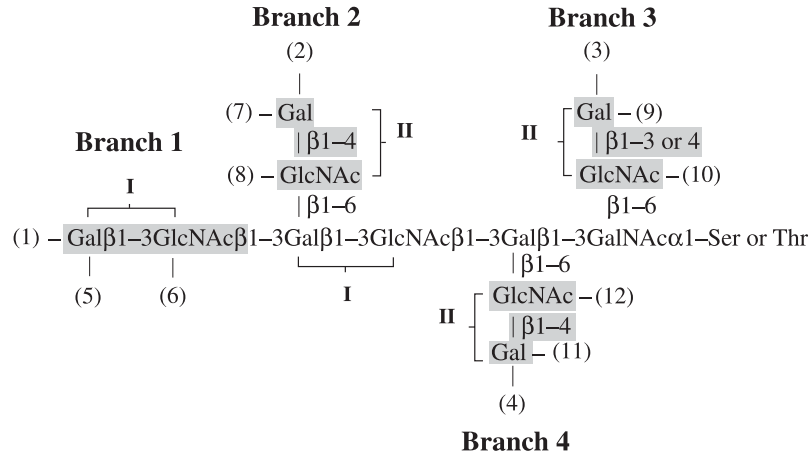 Branch 2
Branch 3
(2)
(3)
(7) – Gal
Gal – (9)
II
II
Branch 1
| β1–4
| β1–3 or 4
I
(8) – GlcNAc
GlcNAc – (10)
| β1–6
β1–6
(1) – Galβ1–3GlcNAcβ1–3Galβ1–3GlcNAcβ1–3Galβ1–3GalNAcα1–Ser or Thr
| β1–6
(5)
(6)
I
GlcNAc – (12)
II
| β1–4
Gal – (11)
(4)
Branch 4